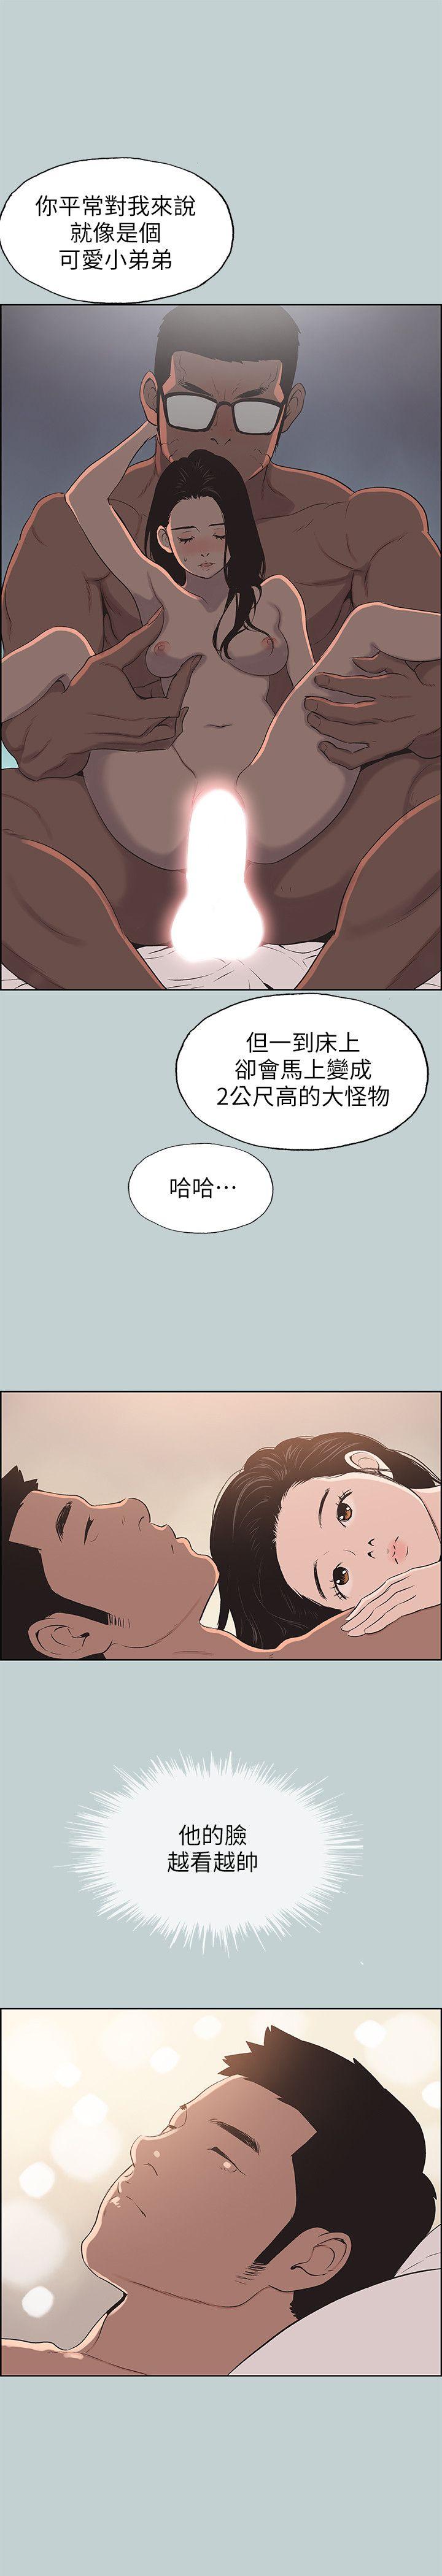 你平常對我來說
就像是個
可愛小弟弟
但一到床上
卻會馬上變成
2公尺高的大怪物
哈哈⋯
他的臉
越看越帥